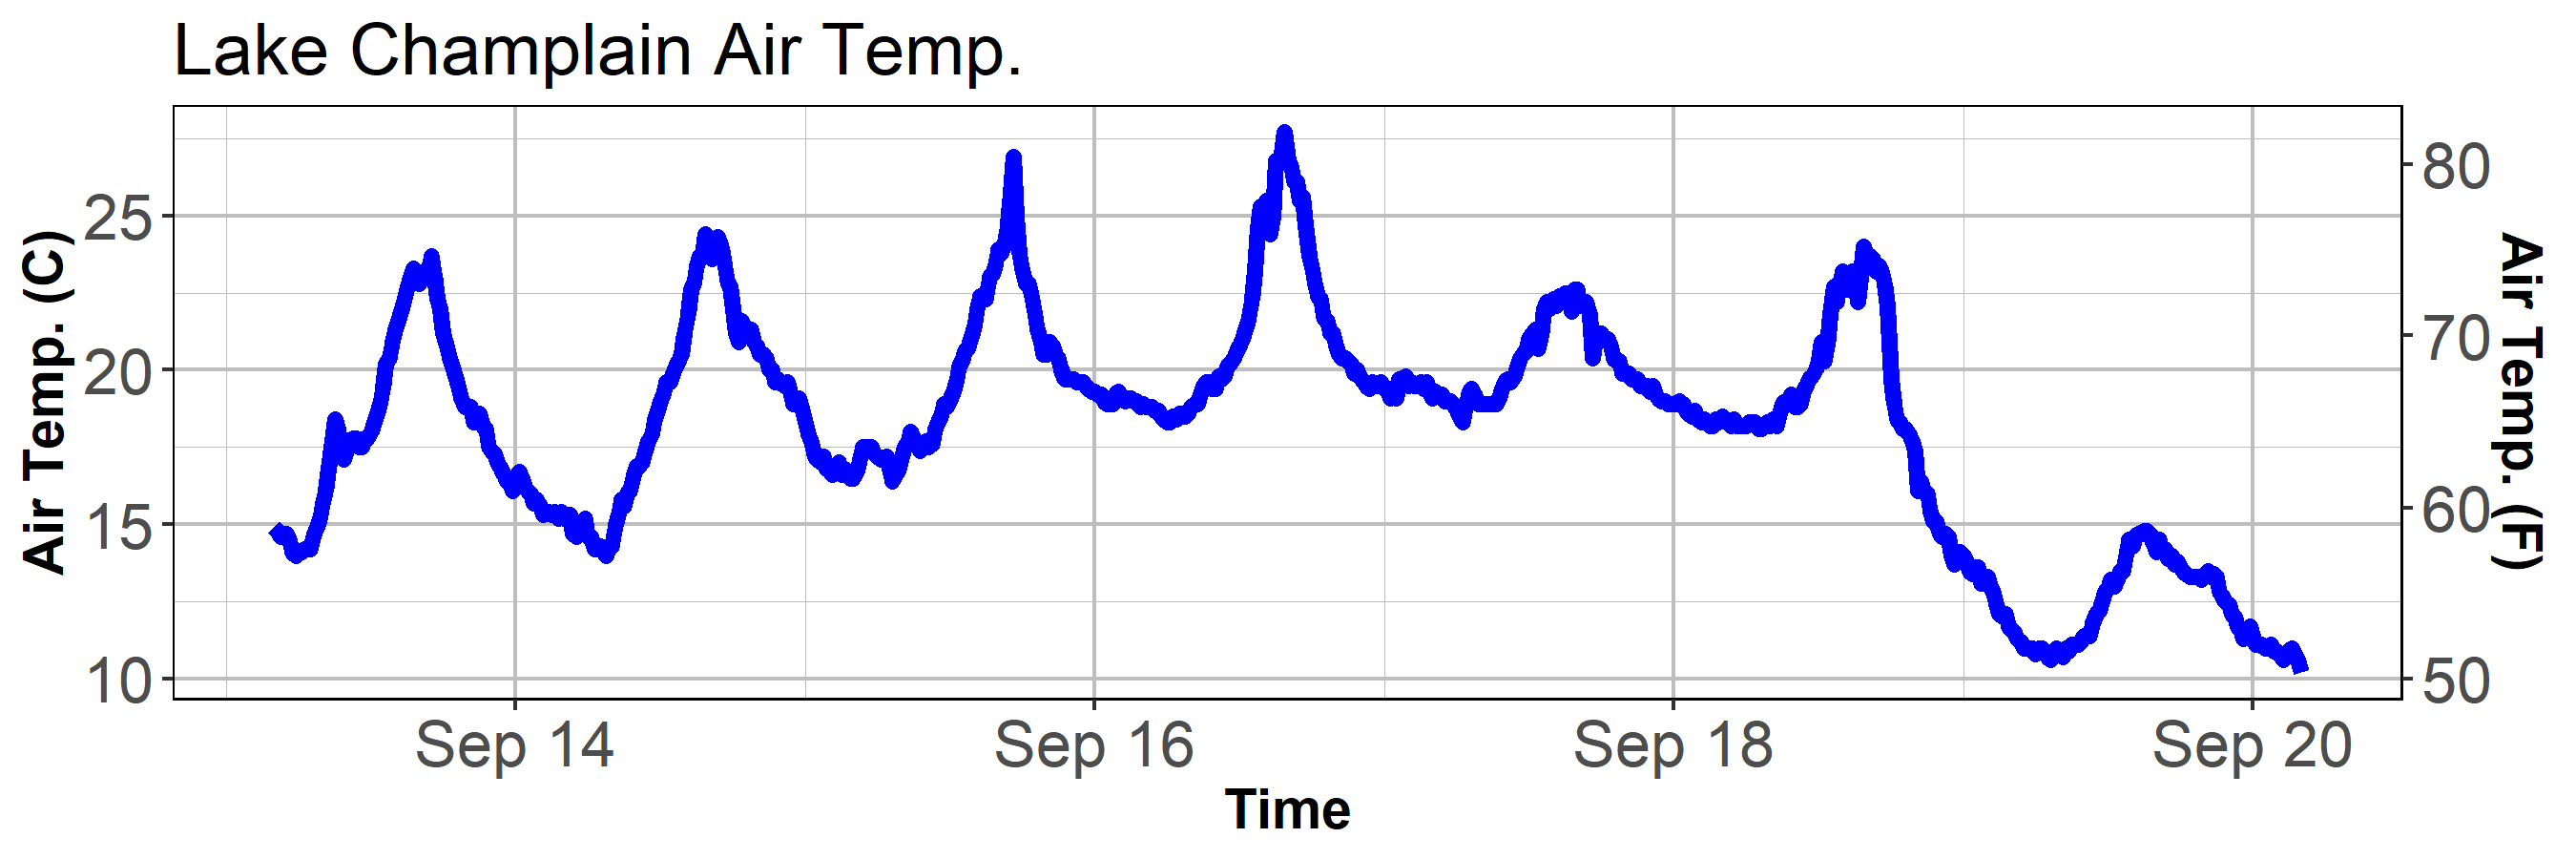 Lake Champlain Air Temp.
Air Temp. (C)
25
20
15
10
80
70
60
50
Air Temp. (F)
Sep 14
Sep 16
Sep 18
Sep 20
Time